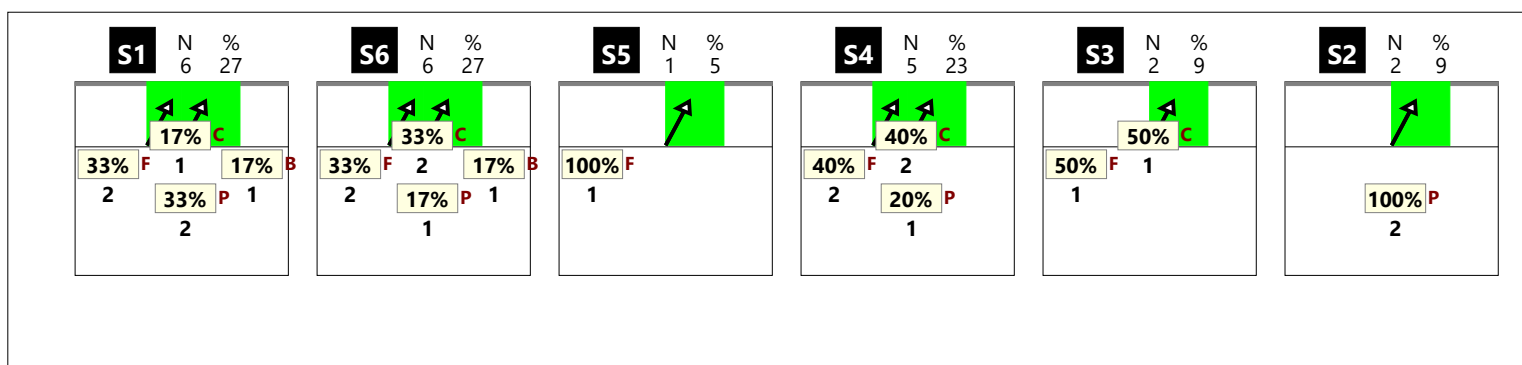 S1 N % 6 27
17% C
1
33% F 17% B
2 1
33% P
2
S6 N % 6 27
33% C
2
33% F 17% B
2 1
17% P
1
S5 N % 1 5
100% F
1
S4 N % 5 23
40% C
2
40% F
2
20% P
1
S3 N % 2 9
50% C
1
50% F
1
S2 N % 2 9
100% P
2